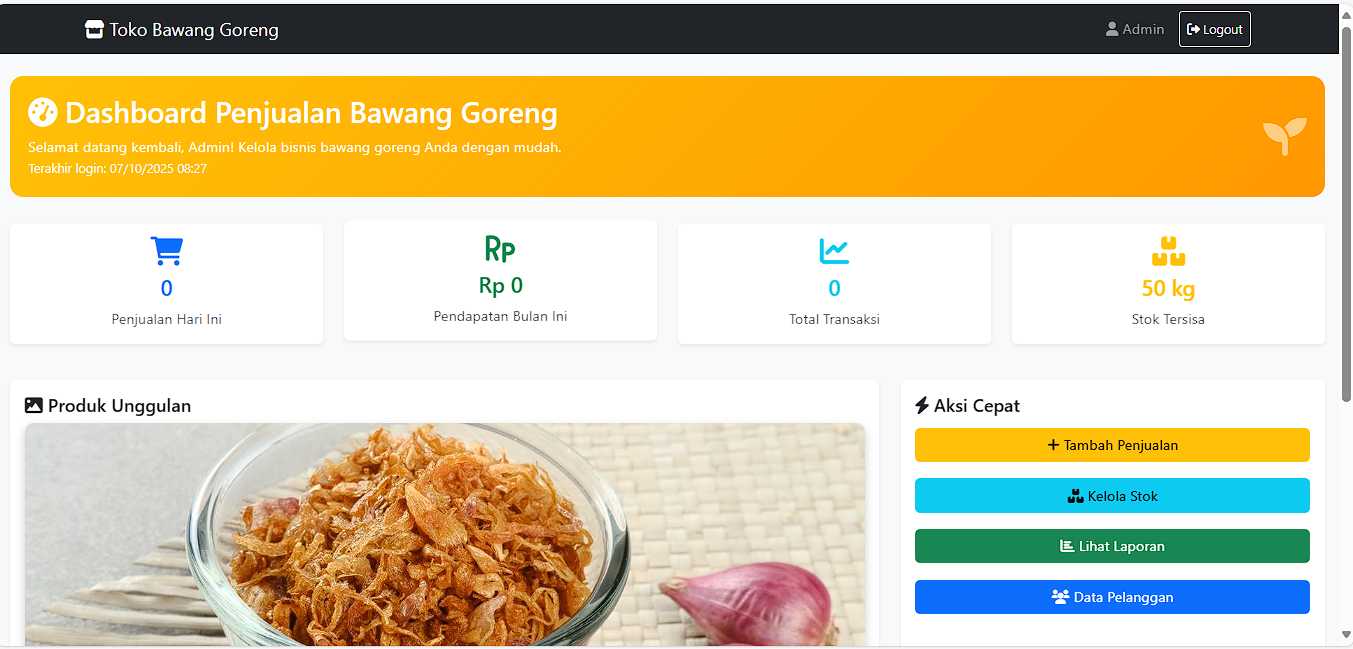 Toko Bawang Goreng
Admin
Logout
Dashboard Penjualan Bawang Goreng
Selamat datang kembali, Admin! Kelola bisnis bawang goreng Anda dengan mudah.
Terakhir login: 07/10/2025 08:27
0
Penjualan Hari Ini
Rp
Rp 0
Pendapatan Bulan Ini
0
Total Transaksi
50 kg
Stok Tersisa
Produk Unggulan
Aksi Cepat
+ Tambah Penjualan
Kelola Stok
Lihat Laporan
Data Pelanggan